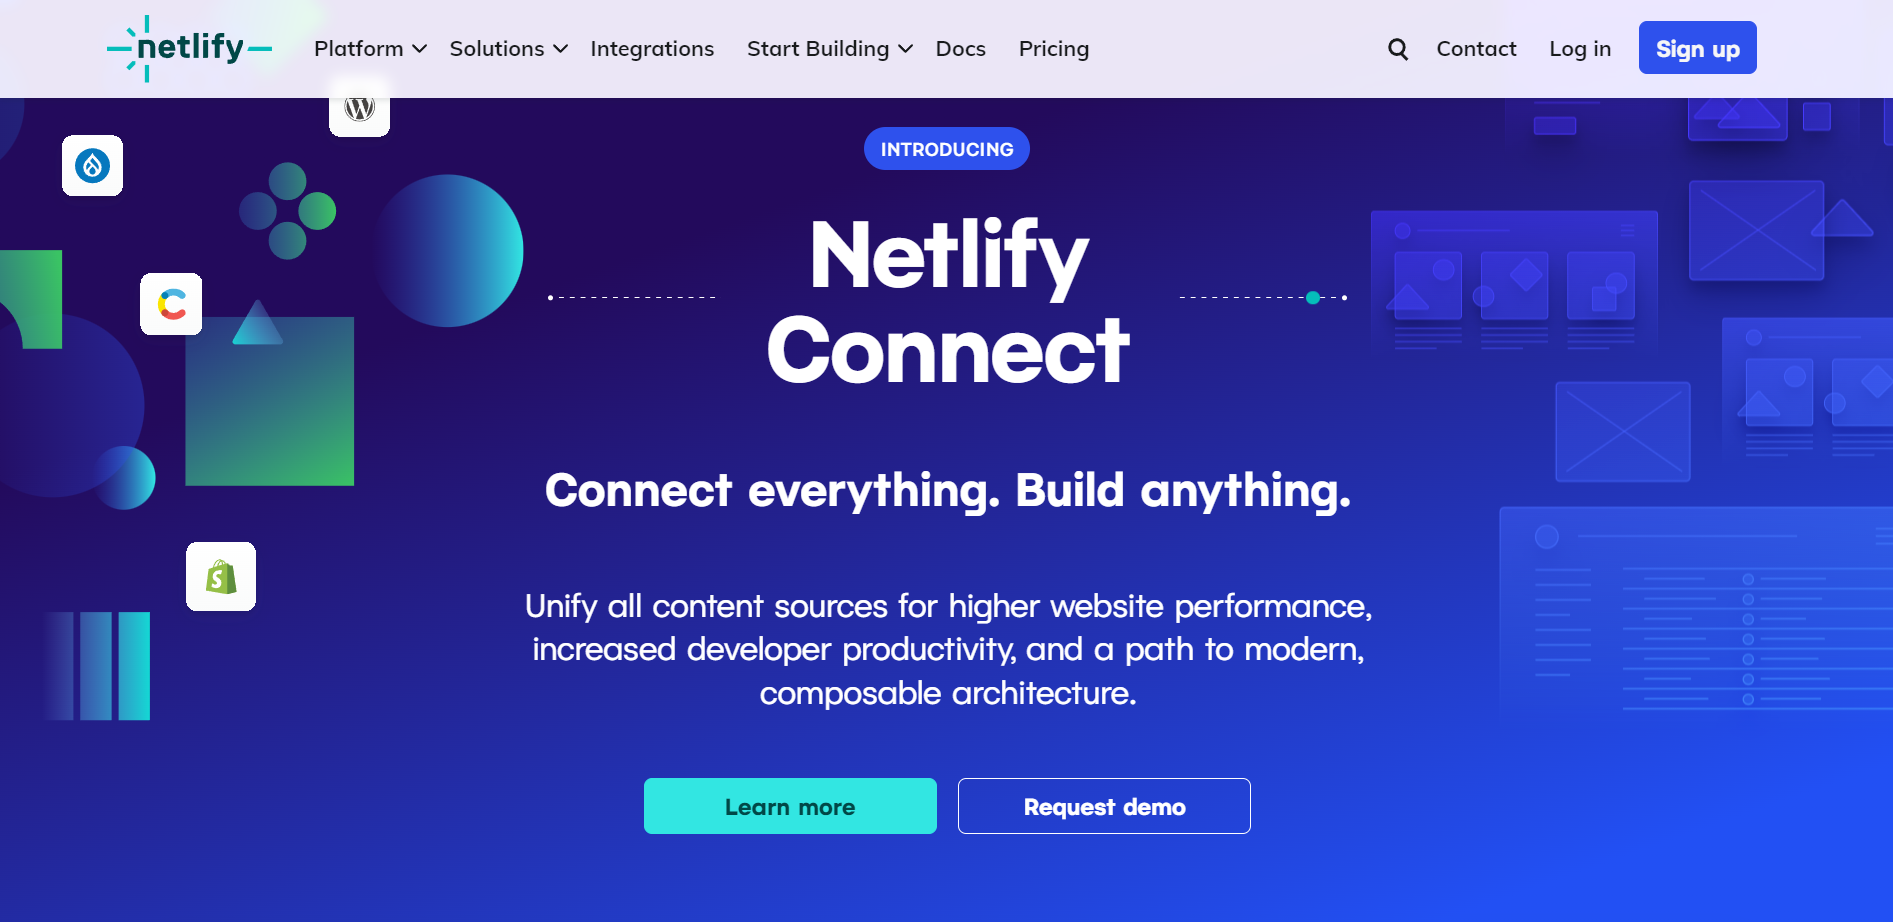 netlify
Platform
Solutions
Integrations
Start Building
Docs
Pricing
Contact
Log in
Sign up
INTRODUCING
Netlify
Connect
Connect everything. Build anything.
Unify all content sources for higher website performance,
increased developer productivity, and a path to modern,
composable architecture.
Learn more
Request demo